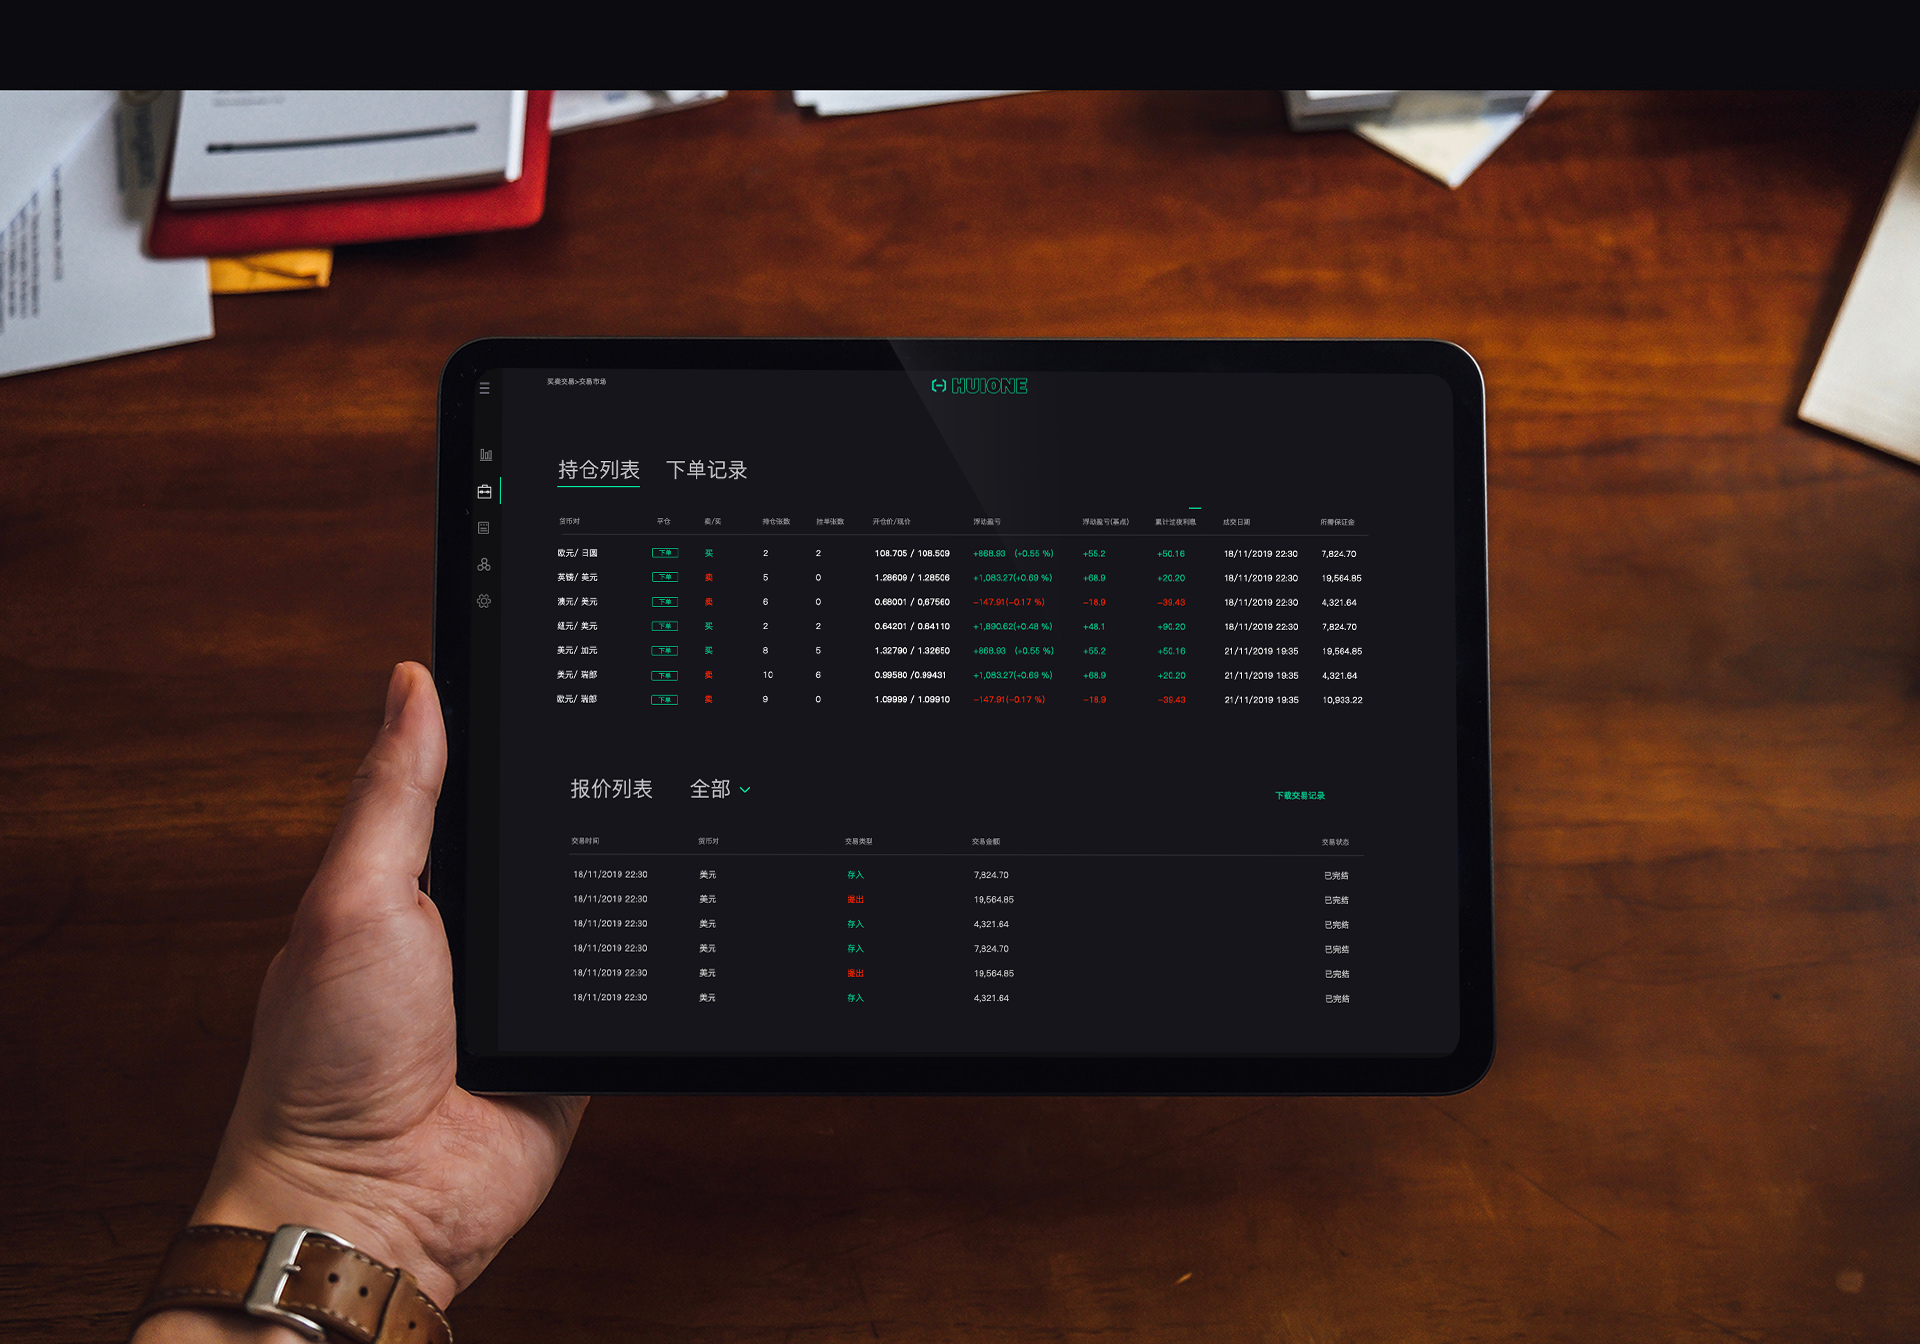 买卖交易>交易市场
HUIONE
持仓列表 下单记录
货币对 平仓 卖/买 持仓张数 挂单张数 开仓价/现价 浮动盈亏 浮动盈亏(基点) 累计过夜利息 成交日期 所需保证金
欧元/ 日圆 下单 买 2 2 108.705 / 108.509 +868.93 (+0.55 %) +55.2 +50.16 18/11/2019 22:30 7,824.70
英镑/ 美元 下单 卖 5 0 1.28609 / 1.28506 +1,083.27(+0.69 %) +68.9 +20.20 18/11/2019 22:30 19,564.85
澳元/ 美元 下单 卖 6 0 0.68001 / 0,67560 -147.91(-0.17 %) -18.9 -39.43 18/11/2019 22:30 4,321.64
纽元/ 美元 下单 买 2 2 0.64201 / 0.64110 +1,890.62(+0.48 %) +48.1 +90.20 18/11/2019 22:30 7,824.70
美元/ 加元 下单 买 8 5 1.32790 / 1.32650 +868.93 (+0.55 %) +55.2 +50.16 21/11/2019 19:35 19,564.85
美元/ 瑞郎 下单 卖 10 6 0.99580 /0.99431 +1,083.27(+0.69 %) +68.9 +20.20 21/11/2019 19:35 4,321.64
欧元/ 瑞郎 下单 卖 9 0 1.09999 / 1.09910 -147.91(-0.17 %) -18.9 -39.43 21/11/2019 19:35 10,933.22
报价列表 全部
下载交易记录
交易时间 货币对 交易类型 交易金额 交易状态
18/11/2019 22:30 美元 存入 7,824.70 已完结
18/11/2019 22:30 美元 提出 19,564.85 已完结
18/11/2019 22:30 美元 存入 4,321.64 已完结
18/11/2019 22:30 美元 存入 7,824.70 已完结
18/11/2019 22:30 美元 提出 19,564.85 已完结
18/11/2019 22:30 美元 存入 4,321.64 已完结